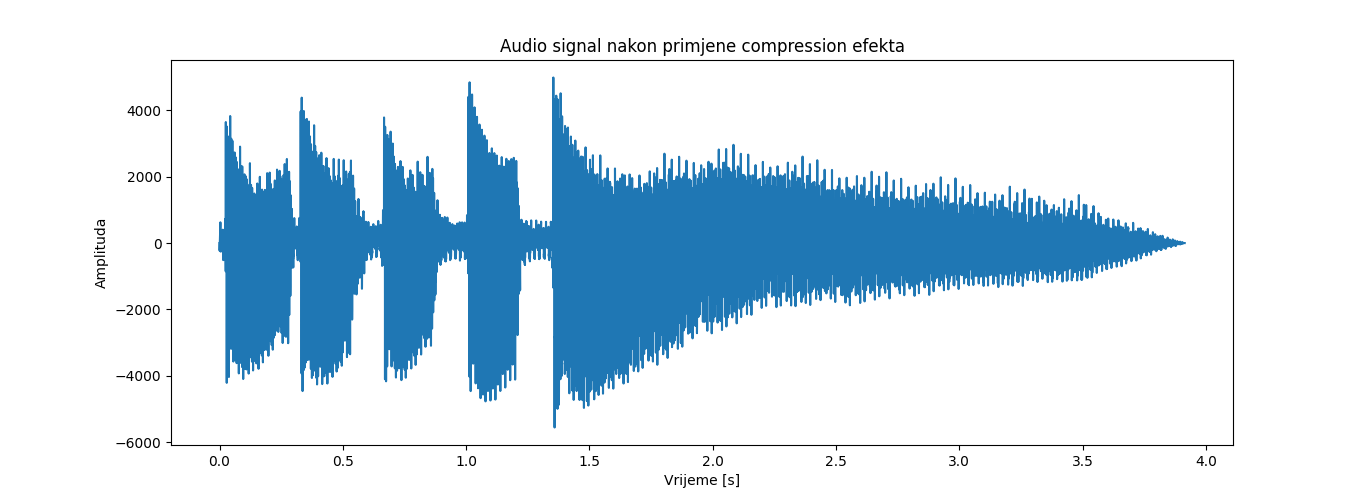 Audio signal nakon primjene compression efekta
Amplituda
4000
2000
0
−2000
−4000
−6000
0.0 0.5 1.0 1.5 2.0 2.5 3.0 3.5 4.0
Vrijeme [s]